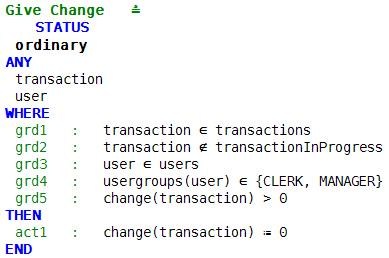 Give Change ≙
STATUS
ordinary
ANY
transaction
user
WHERE
grd1 : transaction ∈ transactions
grd2 : transaction ∉ transactionInProgress
grd3 : user ∈ users
grd4 : usergroups(user) ∈ {CLERK, MANAGER}
grd5 : change(transaction) > 0
THEN
act1 : change(transaction) ≔ 0
END